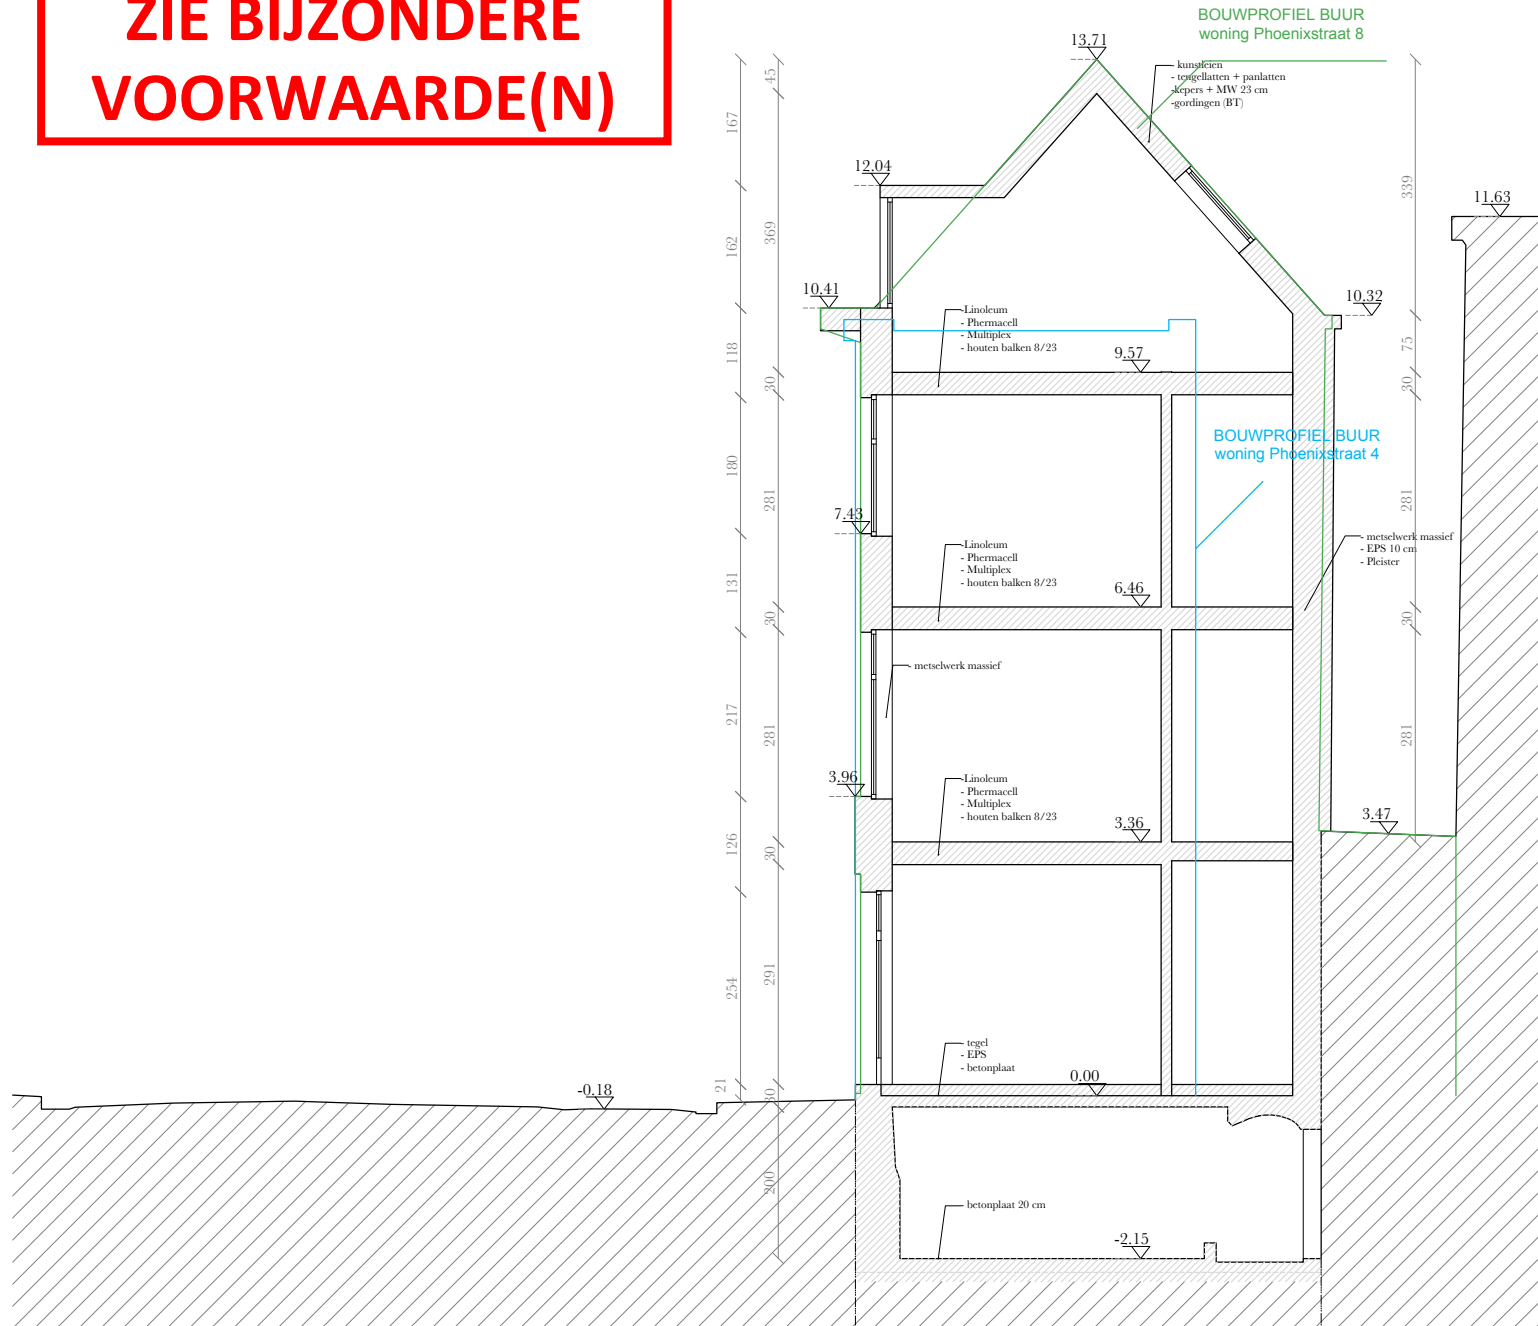 ZIE BIJZONDERE
VOORWAARDE(N)
BOUWPROFIEL BUUR
woning Phoenixstraat 8
13.71
- kunstleien
- tengellatten + panlatten
-kepers + MW 23 cm
-gordingen (BT)
45
167
12.04
339
11.63
162
369
10.41
10.32
-Linoleum
- Phermacell
- Multiplex
- houten balken 8/23
118
75
9.57
30
30
BOUWPROFIEL BUUR
woning Phoenixstraat 4
180
281
281
7.43
- metselwerk massief
- EPS 10 cm
- Pleister
-Linoleum
- Phermacell
- Multiplex
- houten balken 8/23
131
6.46
30
30
- metselwerk massief
217
281
281
3.96
-Linoleum
- Phermacell
- Multiplex
- houten balken 8/23
3.36
3.47
126
30
291
254
- tegel
- EPS
- betonplaat
0.00
21
30
-0.18
200
- betonplaat 20 cm
-2.15